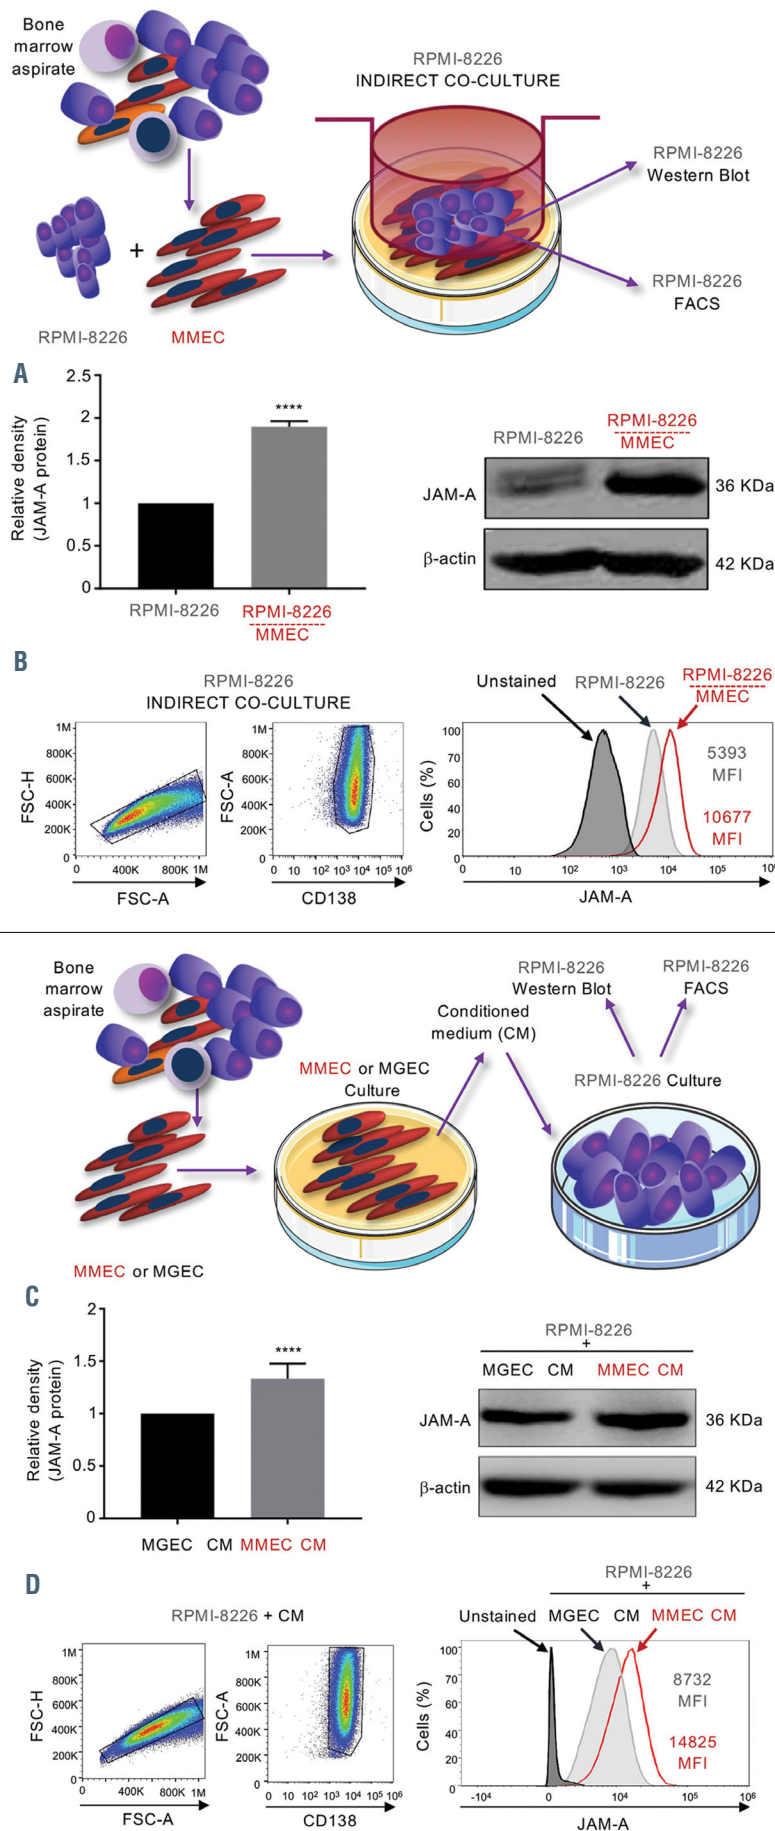 Bone
marrow
aspirate
RPMI-8226
INDIRECT CO-CULTURE
RPMI-8226
Western Blot
RPMI-8226
FACS
+
RPMI-8226 MMEC
A
Relative density
(JAM-A protein)
2.5
2
1
0.5
0
****
RPMI-8226
RPMI-8226
MMEC
RPMI-8226
RPMI-8226
MMEC
JAM-A
36 KDa
β-actin
42 KDa
B
RPMI-8226
INDIRECT CO-CULTURE
FSC-H
1M
800K
600K
400K
200K
0
0 400K 800K 1M
FSC-A
FSC-A
1M
800K
600K
400K
200K
0
0 10 10² 10³ 10⁴ 10⁵ 10⁶
CD138
Unstained
RPMI-8226
RPMI-8226
MMEC
Cells (%)
100
70
60
40
20
0
5393
MFI
10677
MFI
0 10 10² 10³ 10⁴ 10⁵
JAM-A
Bone
marrow
aspirate
RPMI-8226
Western Blot
RPMI-8226
FACS
Conditioned
medium (CM)
MMEC or MGEC
Culture
RPMI-8226 Culture
MMEC or MGEC
C
Relative density
(JAM-A protein)
2
1.5
1
0.5
0
****
MGEC CM MMEC CM
RPMI-8226
+
MGEC CM MMEC CM
JAM-A
36 KDa
β-actin
42 KDa
D
RPMI-8226 + CM
FSC-H
1M
800K
600K
400K
200K
0
0 400K 800K 1M
FSC-A
FSC-A
1M
800K
600K
400K
200K
0
0 10 10² 10³ 10⁴ 10⁵ 10⁶
CD138
RPMI-8226
+
Unstained MGEC CM MMEC CM
Cells (%)
100
70
60
40
20
0
8732
MFI
14825
MFI
-10⁴ 0 10⁴ 10⁵ 10⁶
JAM-A